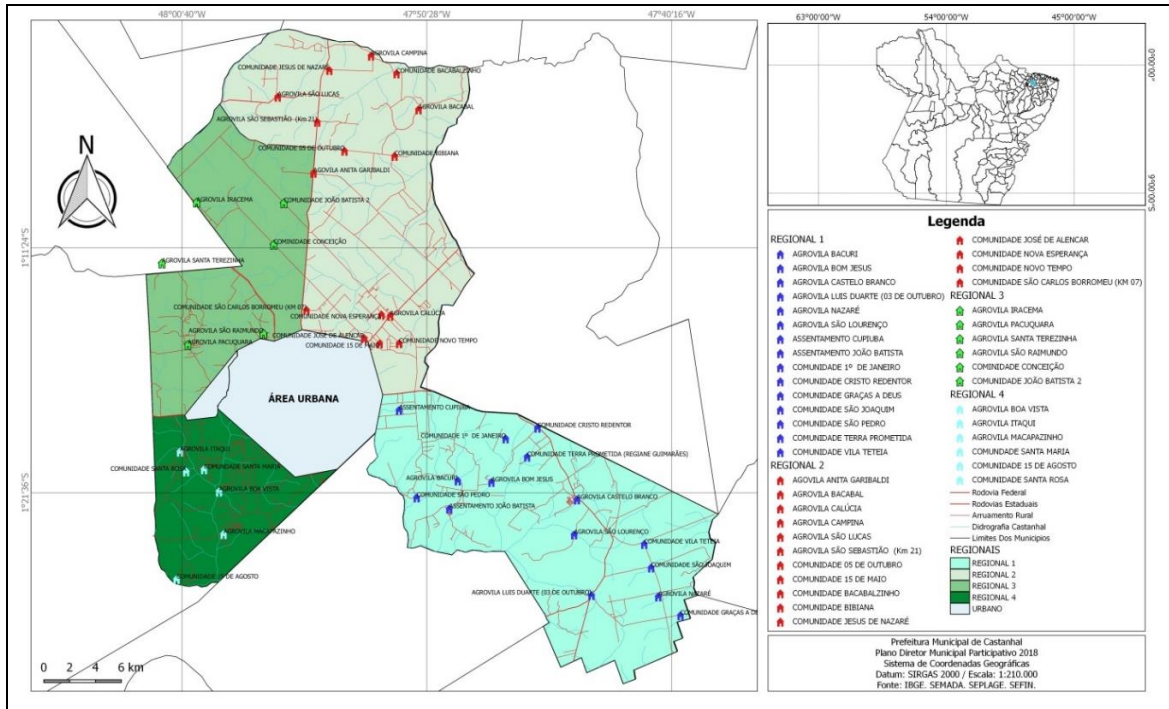 48°00'40"W
47°50'28"W
47°40'16"W
1°11'24"S
1°21'36"S
N
AGROVILA CAMPINA
COMUNIDADE JESUS DE NAZARÉ
COMUNIDADE BACABALZINHO
AGROVILA SÃO LUCAS
AGROVILA BACABAL
AGROVILA SÃO SEBASTIÃO (Km 21)
COMUNIDADE 05 DE OUTUBRO
COMUNIDADE BIBIANA
AGOVILA ANITA GARIBALDI
AGROVILA IRACEMA
COMUNIDADE JOÃO BATISTA 2
COMINIDADE CONCEIÇÃO
AGROVILA SANTA TEREZINHA
COMUNIDADE SÃO CARLOS BORROMEU (KM 07)
COMUNIDADE NOVA ESPERANÇA
AGROVILA CALÚCIA
AGROVILA SÃO RAIMUNDO
COMUNIDADE JOSÉ DE ALENCAR
AGROVILA PACUQUARA
COMUNIDADE 15 DE MAIO
COMUNIDADE NOVO TEMPO
ÁREA URBANA
ASSENTAMENTO CUPIUBA
COMUNIDADE CRISTO REDENTOR
COMUNIDADE 1º DE JANEIRO
AGROVILA ITAQUI
COMUNIDADE TERRA PROMETIDA (REGIANE GUIMARÃES)
COMUNIDADE SANTA ROSA
COMUNDADE SANTA MARIA
AGROVILA BACURI
AGROVILA BOM JESUS
AGROVILA BOA VISTA
COMUNIDADE SÃO PEDRO
AGROVILA CASTELO BRANCO
ASSENTAMENTO JOÃO BATISTA
AGROVILA MACAPAZINHO
AGROVILA SÃO LOURENÇO
COMUNIDADE VILA TETEIA
COMUNIDADE SÃO JOAQUIM
COMUNIDADE 15 DE AGOSTO
AGROVILA LUIS DUARTE (03 DE OUTUBRO)
AGROVILA NAZARÉ
COMUNIDADE GRAÇAS A DE
0 2 4 6 km
63°00'00"W
54°00'00"W
45°00'00"W
Legenda
REGIONAL 1
AGROVILA BACURI
AGROVILA BOM JESUS
AGROVILA CASTELO BRANCO
AGROVILA LUIS DUARTE (03 DE OUTUBRO)
AGROVILA NAZARÉ
AGROVILA SÃO LOURENÇO
ASSENTAMENTO CUPIUBA
ASSENTAMENTO JOÃO BATISTA
COMUNIDADE 1º DE JANEIRO
COMUNIDADE CRISTO REDENTOR
COMUNIDADE GRAÇAS A DEUS
COMUNIDADE SÃO JOAQUIM
COMUNIDADE SÃO PEDRO
COMUNIDADE TERRA PROMETIDA
COMUNIDADE VILA TETEIA
REGIONAL 2
AGOVILA ANITA GARIBALDI
AGROVILA BACABAL
AGROVILA CALÚCIA
AGROVILA CAMPINA
AGROVILA SÃO LUCAS
AGROVILA SÃO SEBASTIÃO (Km 21)
COMUNIDADE 05 DE OUTUBRO
COMUNIDADE 15 DE MAIO
COMUNIDADE BACABALZINHO
COMUNIDADE BIBIANA
COMUNIDADE JESUS DE NAZARÉ
COMUNIDADE JOSÉ DE ALENCAR
COMUNIDADE NOVA ESPERANÇA
COMUNIDADE NOVO TEMPO
COMUNIDADE SÃO CARLOS BORROMEU (KM 07)
REGIONAL 3
AGROVILA IRACEMA
AGROVILA PACUQUARA
AGROVILA SANTA TEREZINHA
AGROVILA SÃO RAIMUNDO
COMINIDADE CONCEIÇÃO
COMUNIDADE JOÃO BATISTA 2
REGIONAL 4
AGROVILA BOA VISTA
AGROVILA ITAQUI
AGROVILA MACAPAZINHO
COMUNDADE SANTA MARIA
COMUNIDADE 15 DE AGOSTO
COMUNIDADE SANTA ROSA
Rodovia Federal
Rodovias Estaduais
Arruamento Rural
Didrografia Castanhal
Limites Dos Municipios
REGIONAIS
REGIONAL 1
REGIONAL 2
REGIONAL 3
REGIONAL 4
URBANO
Prefeitura Municipal de Castanhal
Plano Diretor Municipal Participativo 2018
Sistema de Coordenadas Geográficas
Datum: SIRGAS 2000 / Escala: 1:210.000
Fonte: IBGE. SEMADA. SEPLAGE. SEFIN.